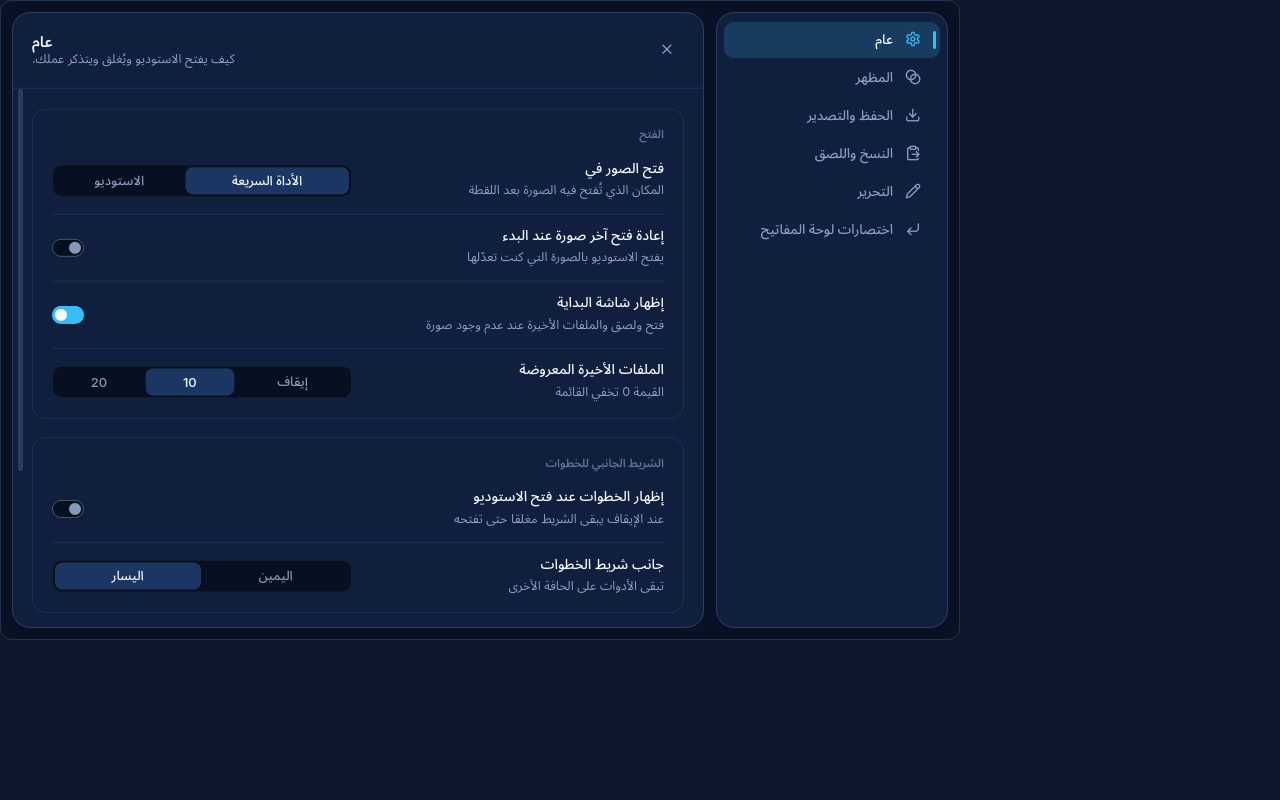 عام
المظهر
الحفظ والتصدير
النسخ واللصق
التحرير
اختصارات لوحة المفاتيح
عام
كيف يفتح الاستوديو ويُغلق ويتذكر عملك.
الفتح
فتح الصور في
المكان الذي تُفتح فيه الصورة بعد اللقطة
الأداة السريعة
الاستوديو
إعادة فتح آخر صورة عند البدء
يفتح الاستوديو بالصورة التي كنت تعدّلها
إظهار شاشة البداية
فتح ولصق والملفات الأخيرة عند عدم وجود صورة
الملفات الأخيرة المعروضة
القيمة 0 تخفي القائمة
إيقاف
10
20
الشريط الجانبي للخطوات
إظهار الخطوات عند فتح الاستوديو
عند الإيقاف يبقى الشريط مغلقا حتى تفتحه
جانب شريط الخطوات
تبقى الأدوات على الحافة الأخرى
اليمين
اليسار